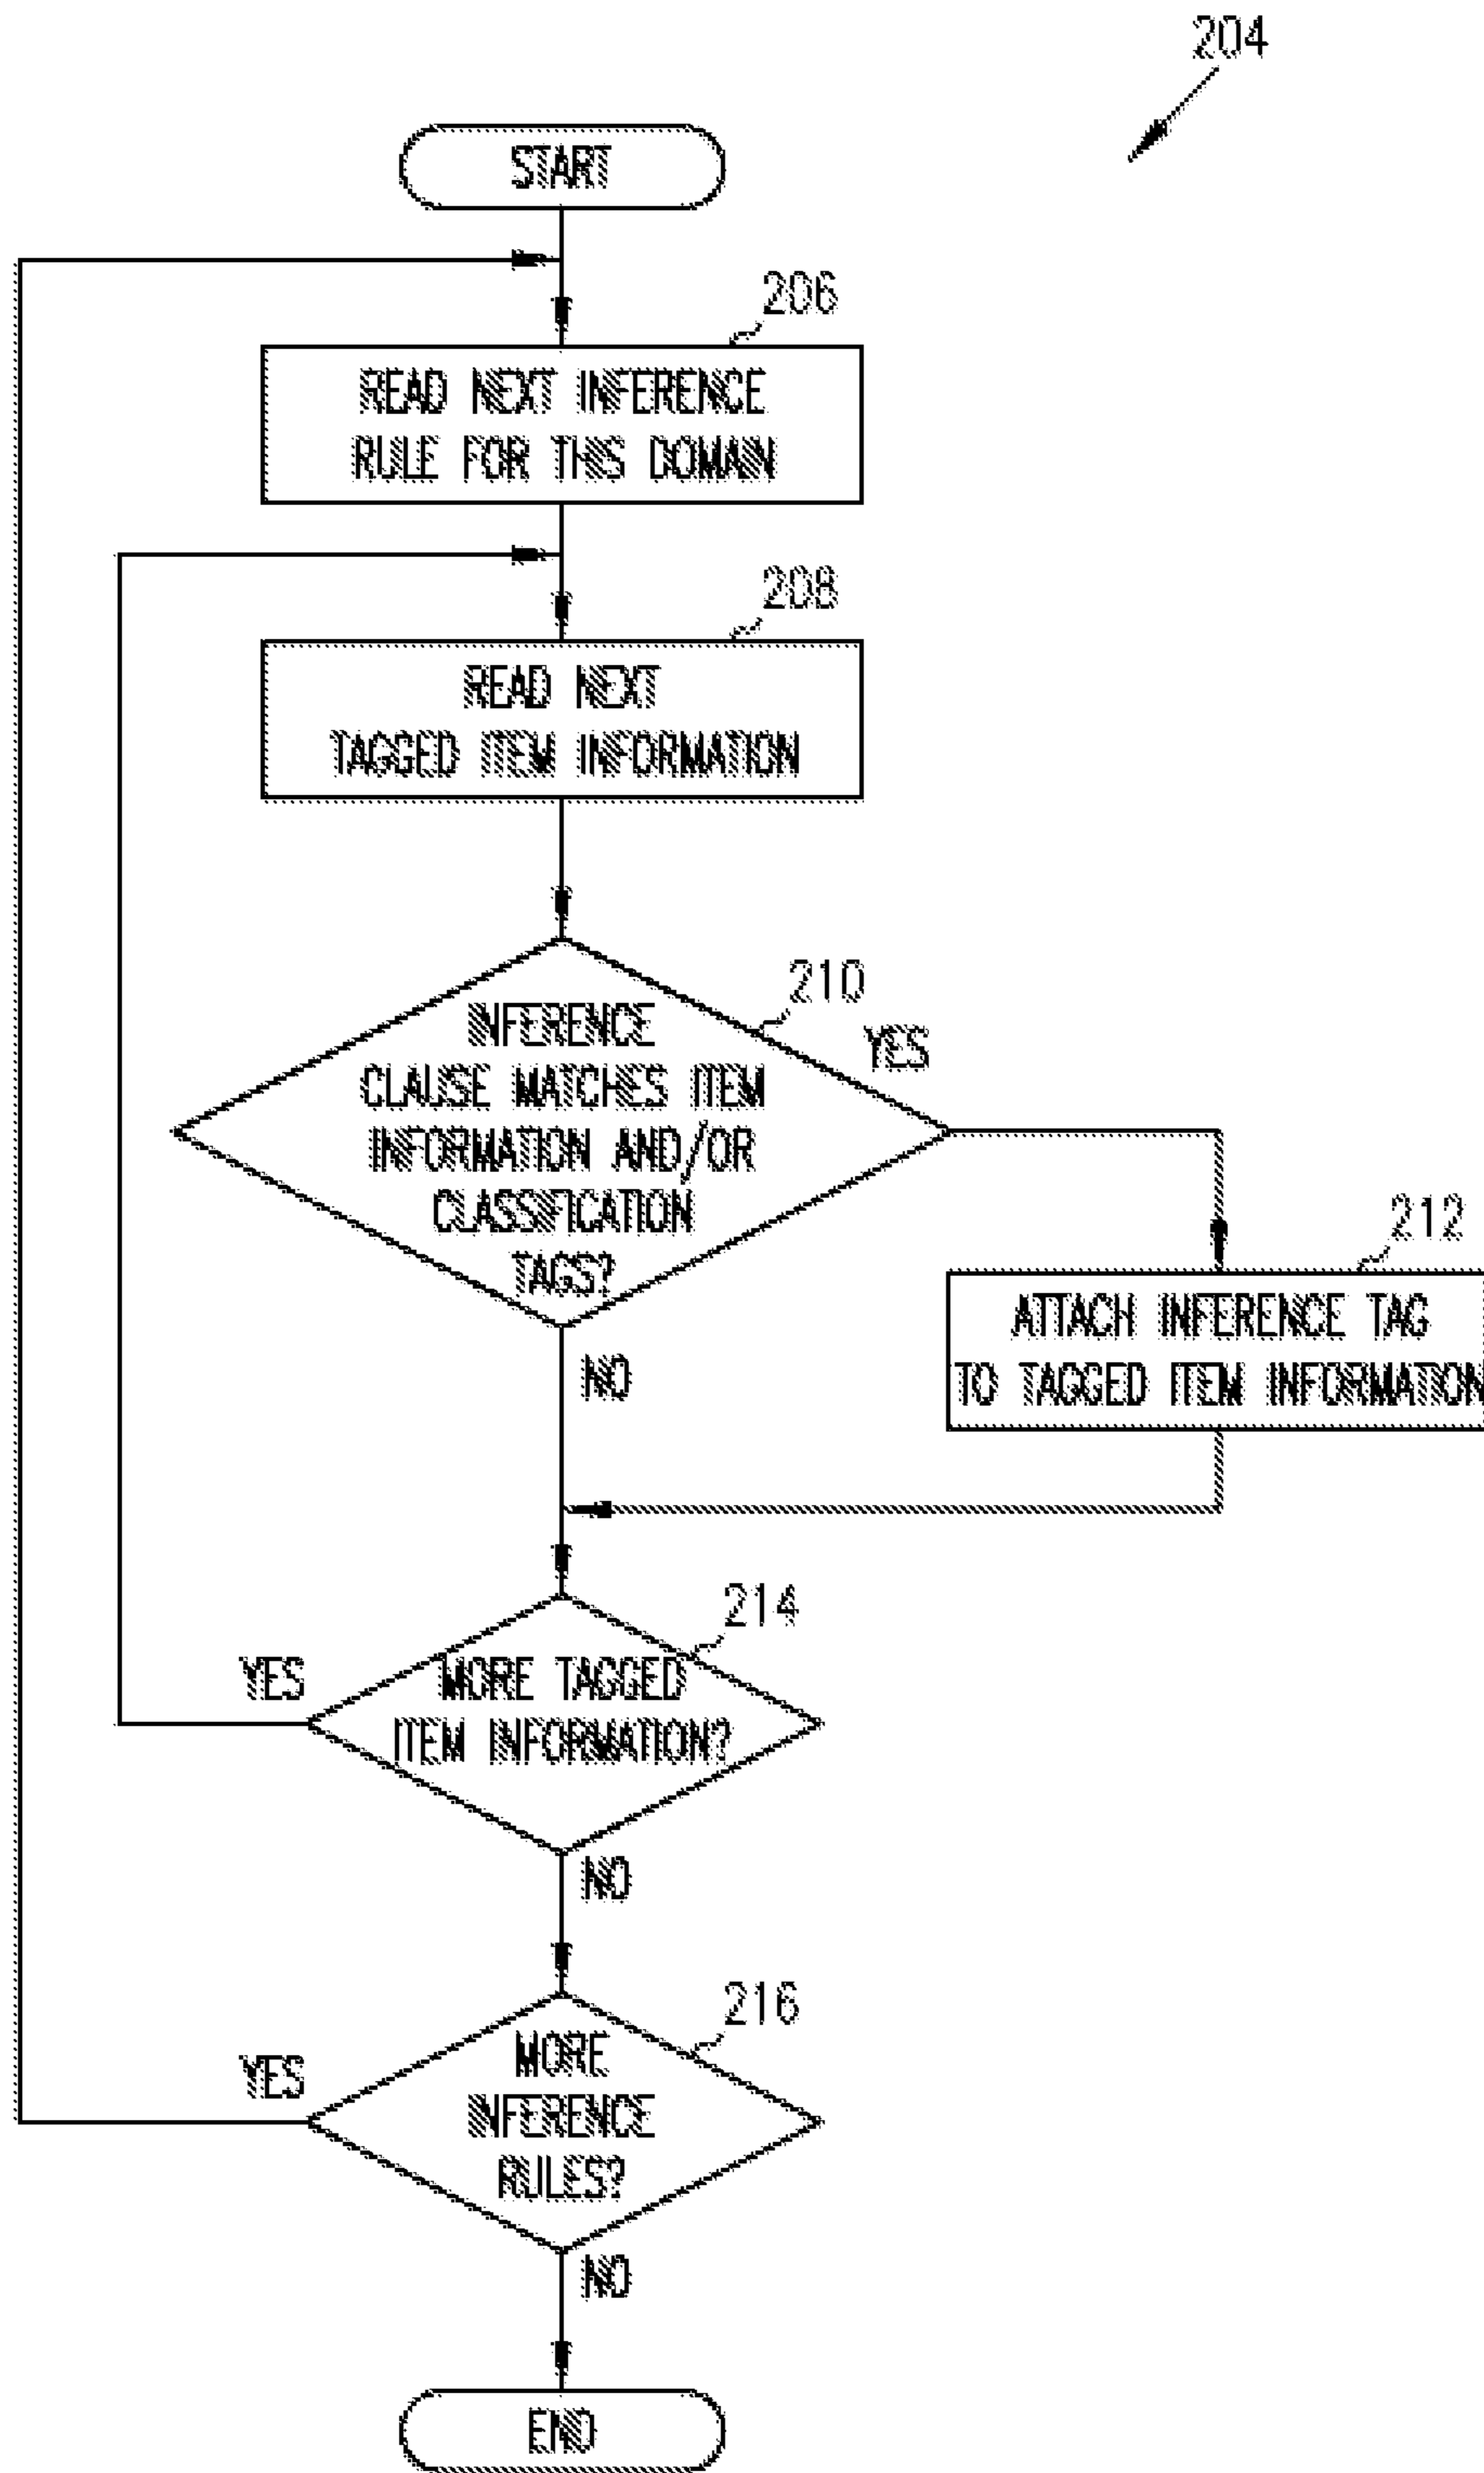 204
START
206
READ NEXT INFERENCE
RULE FOR THIS DOMAIN
208
READ NEXT
TAGGED ITEM INFORMATION
210
INFERENCE
CLAUSE MATCHES ITEM
INFORMATION AND/OR
CLASSIFICATION
TAGS?
YES
NO
212
ATTACH INFERENCE TAG
TO TAGGED ITEM INFORMATION
214
MORE TAGGED
ITEM INFORMATION?
YES
NO
216
MORE
INFERENCE
RULES?
YES
NO
END